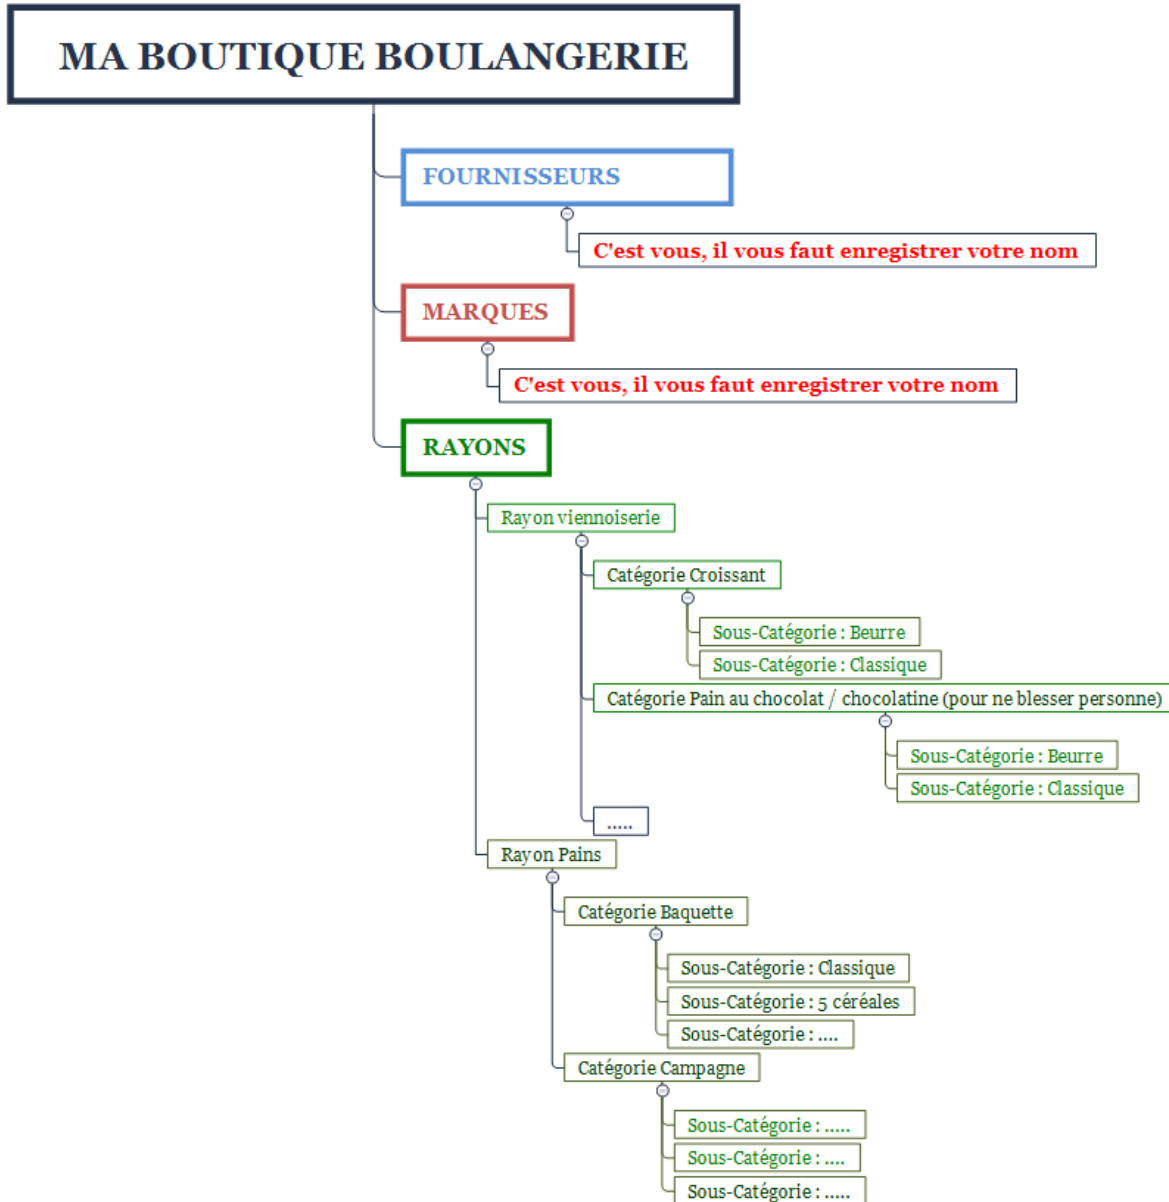 MA BOUTIQUE BOULANGERIE
FOURNISSEURS
C'est vous, il vous faut enregistrer votre nom
MARQUES
C'est vous, il vous faut enregistrer votre nom
RAYONS
Rayon viennoiserie
Catégorie Croissant
Sous-Catégorie : Beurre
Sous-Catégorie : Classique
Catégorie Pain au chocolat / chocolatine (pour ne blesser personne)
Sous-Catégorie : Beurre
Sous-Catégorie : Classique
.....
Rayon Pains
Catégorie Baquette
Sous-Catégorie : Classique
Sous-Catégorie : 5 céréales
Sous-Catégorie : ....
Catégorie Campagne
Sous-Catégorie : .....
Sous-Catégorie : ....
Sous-Catégorie : .....